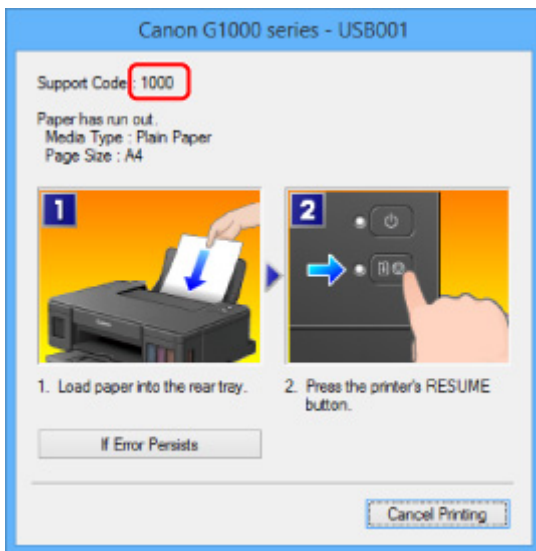 Canon G1000 series - USB001
Support Code : 1000
Paper has run out.
Media Type : Plain Paper
Page Size : A4
1
2
1. Load paper into the rear tray.
2. Press the printer's RESUME
button.
If Error Persists
Cancel Printing